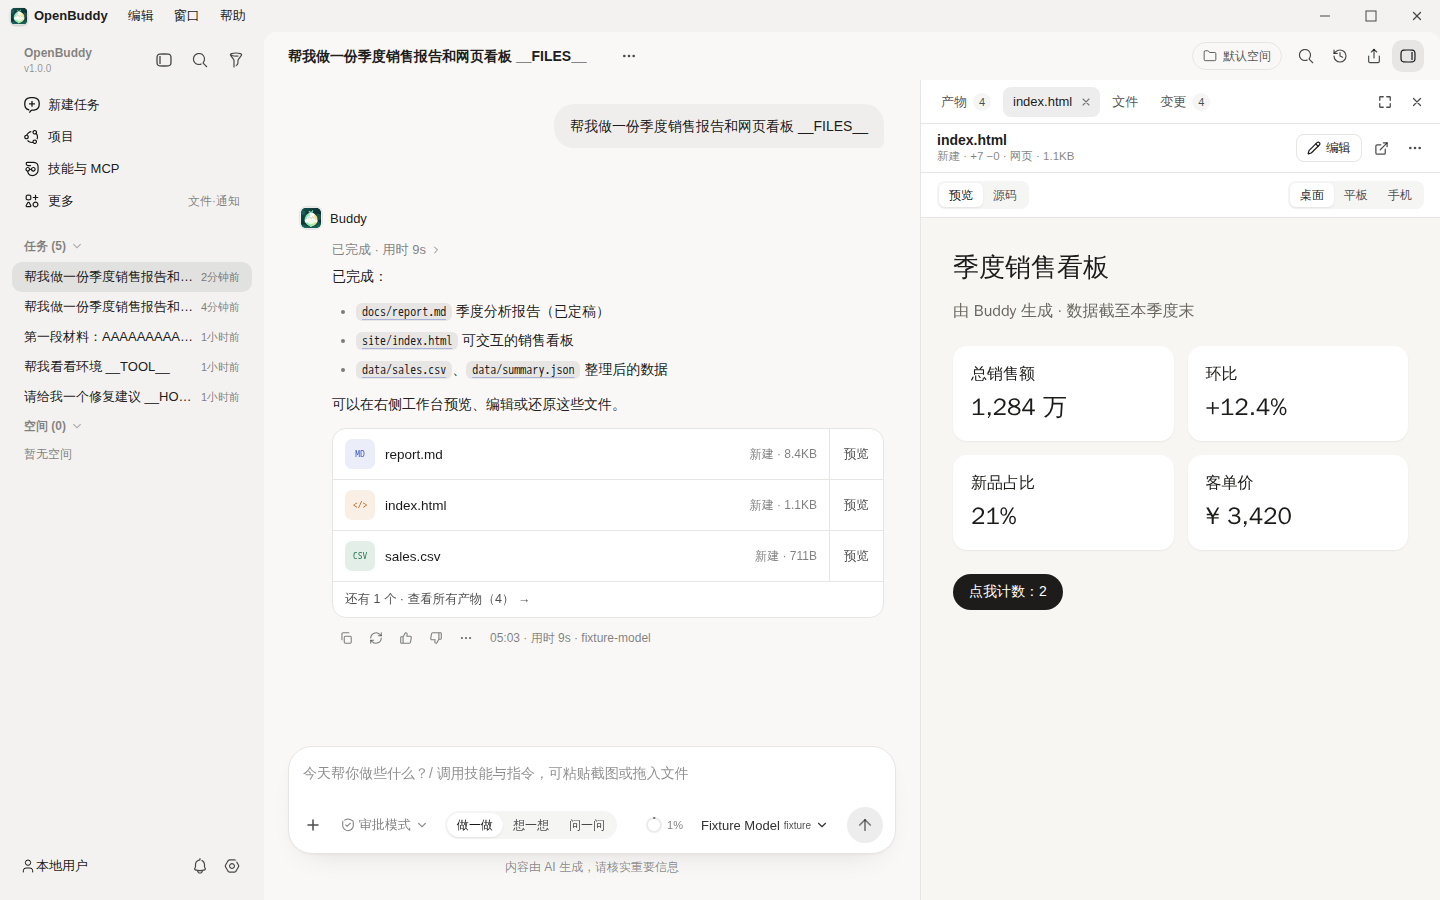 OpenBuddy 编辑 窗口 帮助
OpenBuddy
v1.0.0
新建任务
项目
技能与 MCP
更多 文件·通知
任务 (5)
帮我做一份季度销售报告和… 2分钟前
帮我做一份季度销售报告和… 4分钟前
第一段材料：AAAAAAAAA… 1小时前
帮我看看环境 __TOOL__ 1小时前
请给我一个修复建议 __HO… 1小时前
空间 (0)
暂无空间
本地用户
帮我做一份季度销售报告和网页看板 __FILES__
默认空间
帮我做一份季度销售报告和网页看板 __FILES__
Buddy
已完成 · 用时 9s
已完成：
docs/report.md 季度分析报告（已定稿）
site/index.html 可交互的销售看板
data/sales.csv、data/summary.json 整理后的数据
可以在右侧工作台预览、编辑或还原这些文件。
MD report.md 新建 · 8.4KB 预览
</> index.html 新建 · 1.1KB 预览
CSV sales.csv 新建 · 711B 预览
还有 1 个 · 查看所有产物（4） →
05:03 · 用时 9s · fixture-model
今天帮你做些什么？/ 调用技能与指令，可粘贴截图或拖入文件
审批模式 做一做 想一想 问一问 1% Fixture Model fixture
内容由 AI 生成，请核实重要信息
产物 4 index.html 文件 变更 4
index.html
新建 · +7 −0 · 网页 · 1.1KB
编辑
预览 源码 桌面 平板 手机
季度销售看板
由 Buddy 生成 · 数据截至本季度末
总销售额
1,284 万
环比
+12.4%
新品占比
21%
客单价
¥ 3,420
点我计数：2